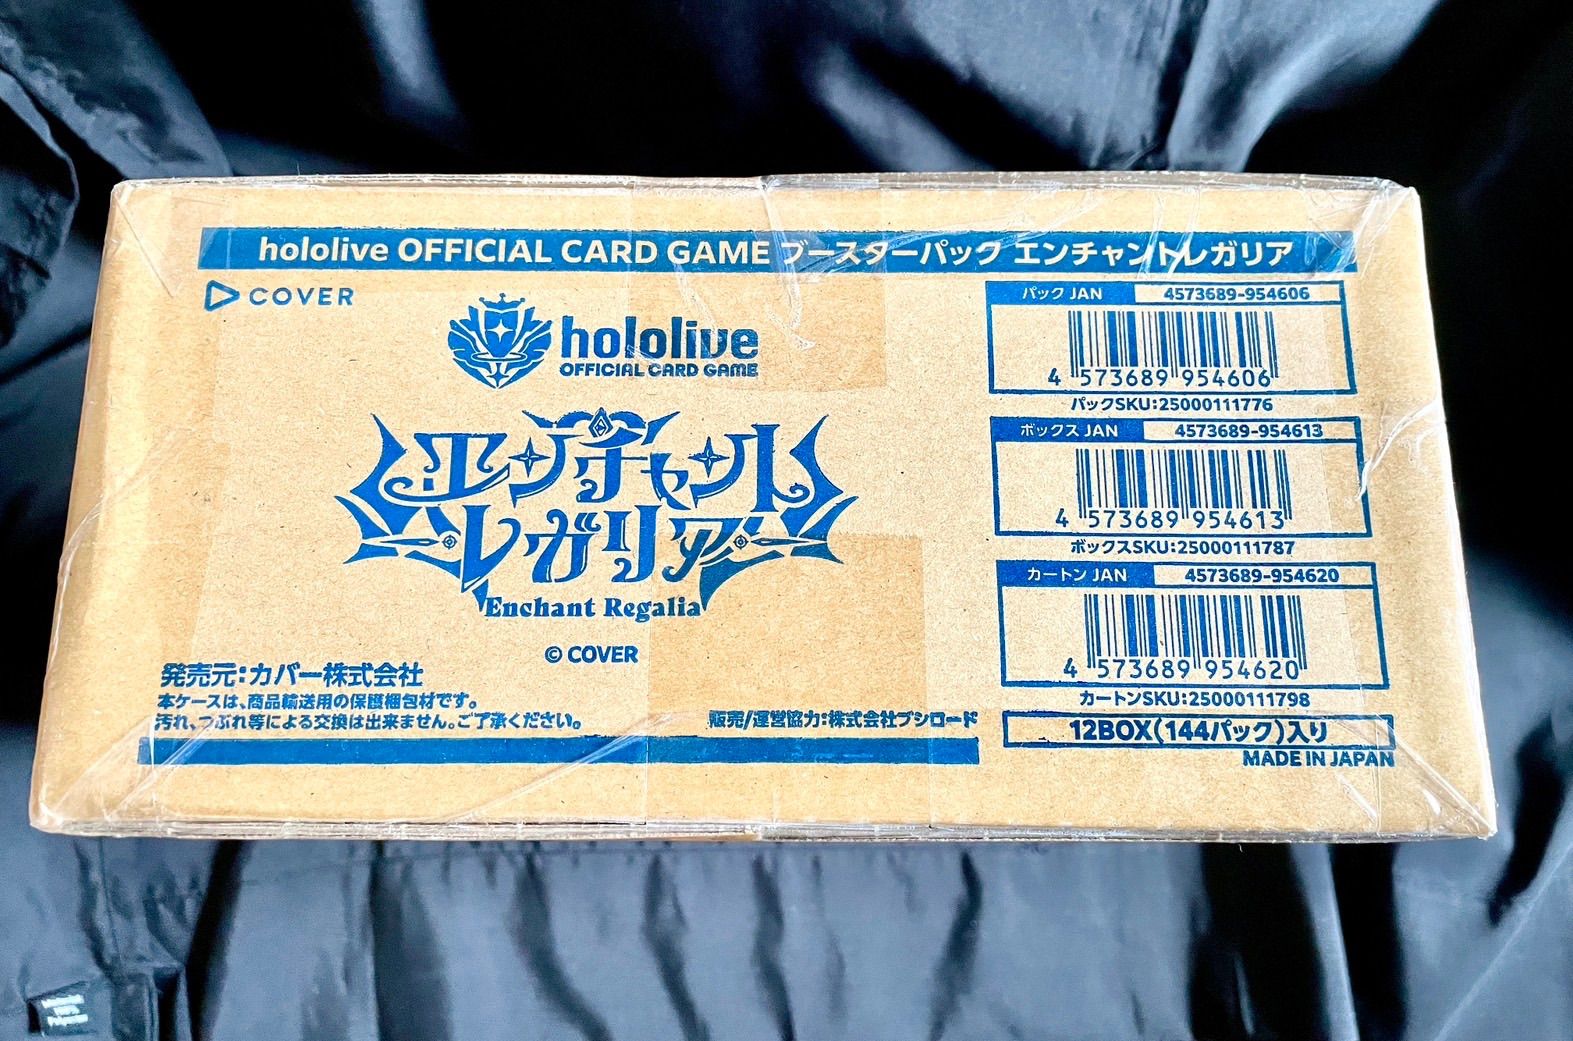 hololive OFFICIAL CARD GAME ブースターパック エンチャントレガリア
COVER
hololive
OFFICIAL CARD GAME
エンチャント
レガリア
Enchant Regalia
© COVER
発売元:カバー株式会社
本ケースは、商品輸送用の保護梱包材です。
汚れ、つぶれ等による交換は出来ません。ご了承ください。
販売/運営協力:株式会社ブシロード
パック JAN 4573689-954606
4 573689 954606
パックSKU:25000111776
ボックス JAN 4573689-954613
4 573689 954613
ボックスSKU:25000111787
カートン JAN 4573689-954620
4 573689 954620
カートンSKU:25000111798
12BOX(144パック)入り
MADE IN JAPAN